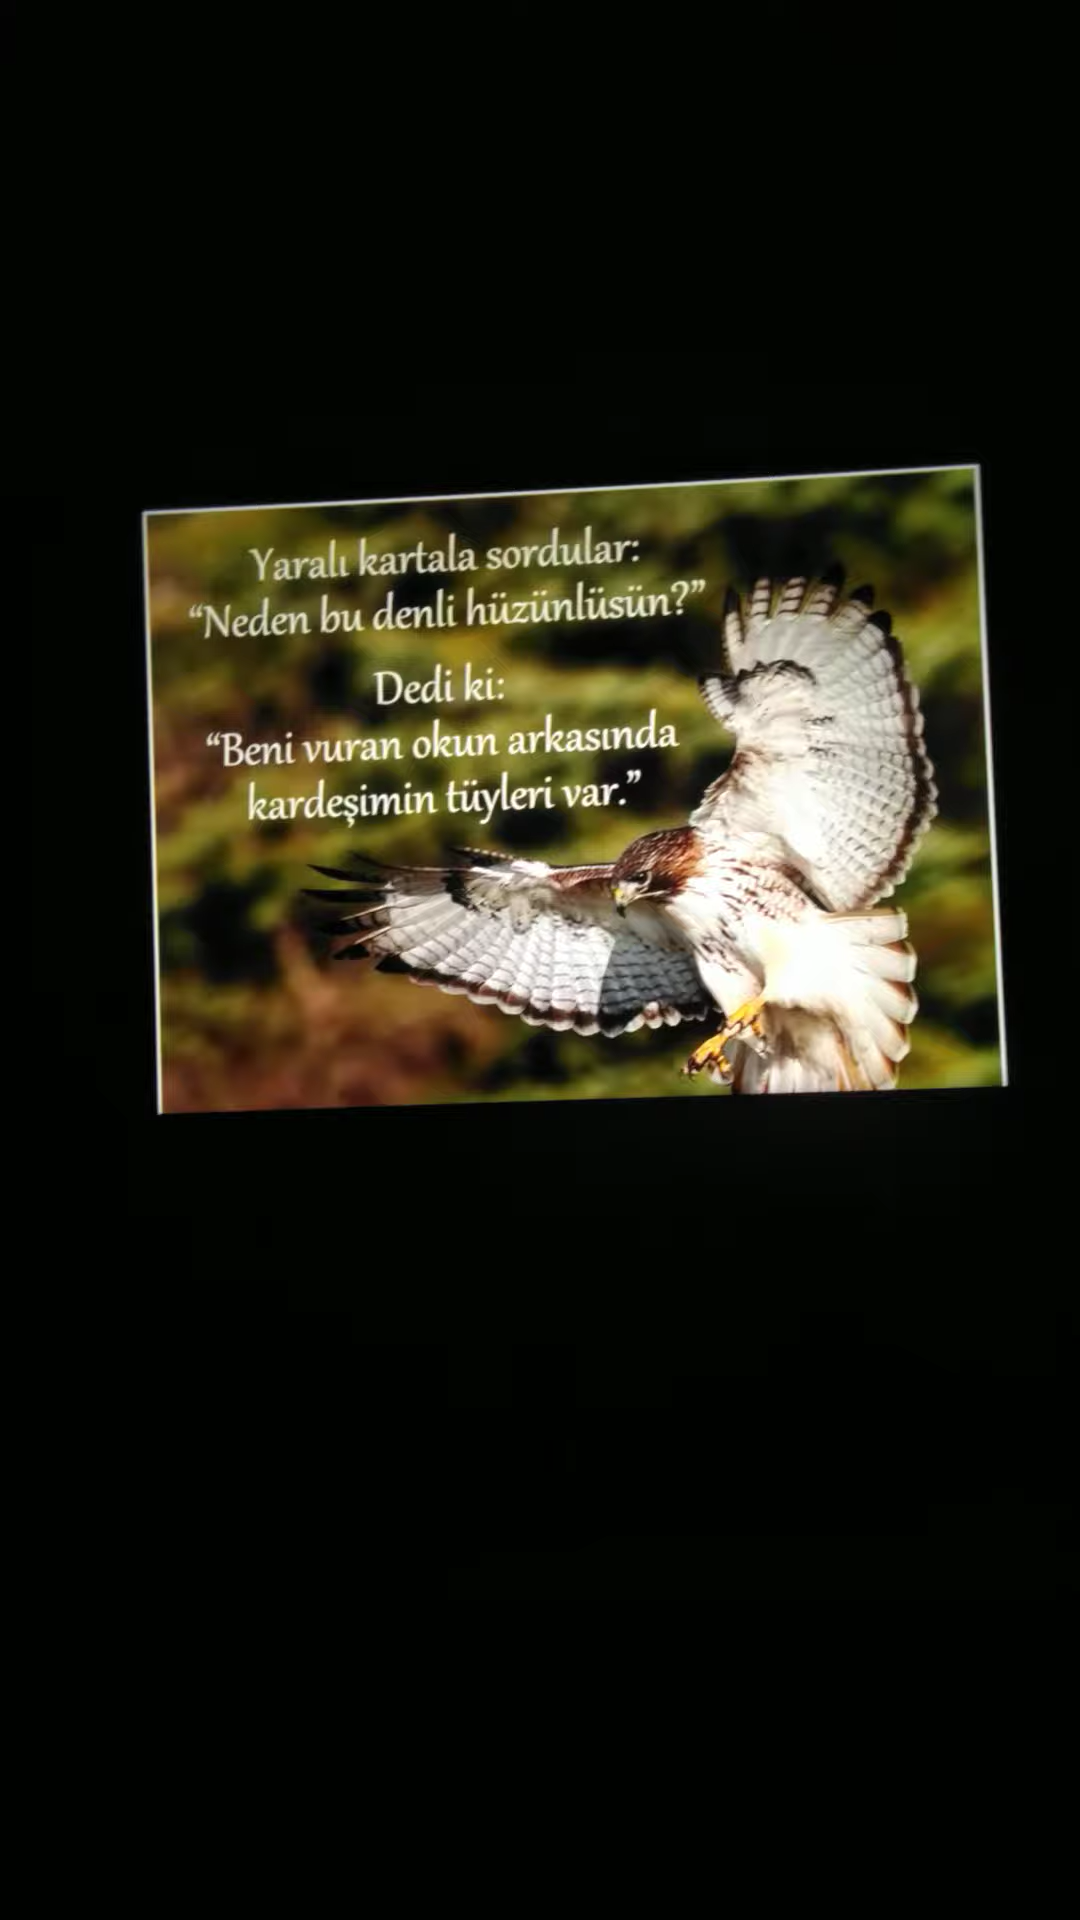 Yaralı kartala sordular:
“Neden bu denli hüzünlüsün?”
Dedi ki:
“Beni vuran okun arkasında
kardeşimin tüyleri var.”